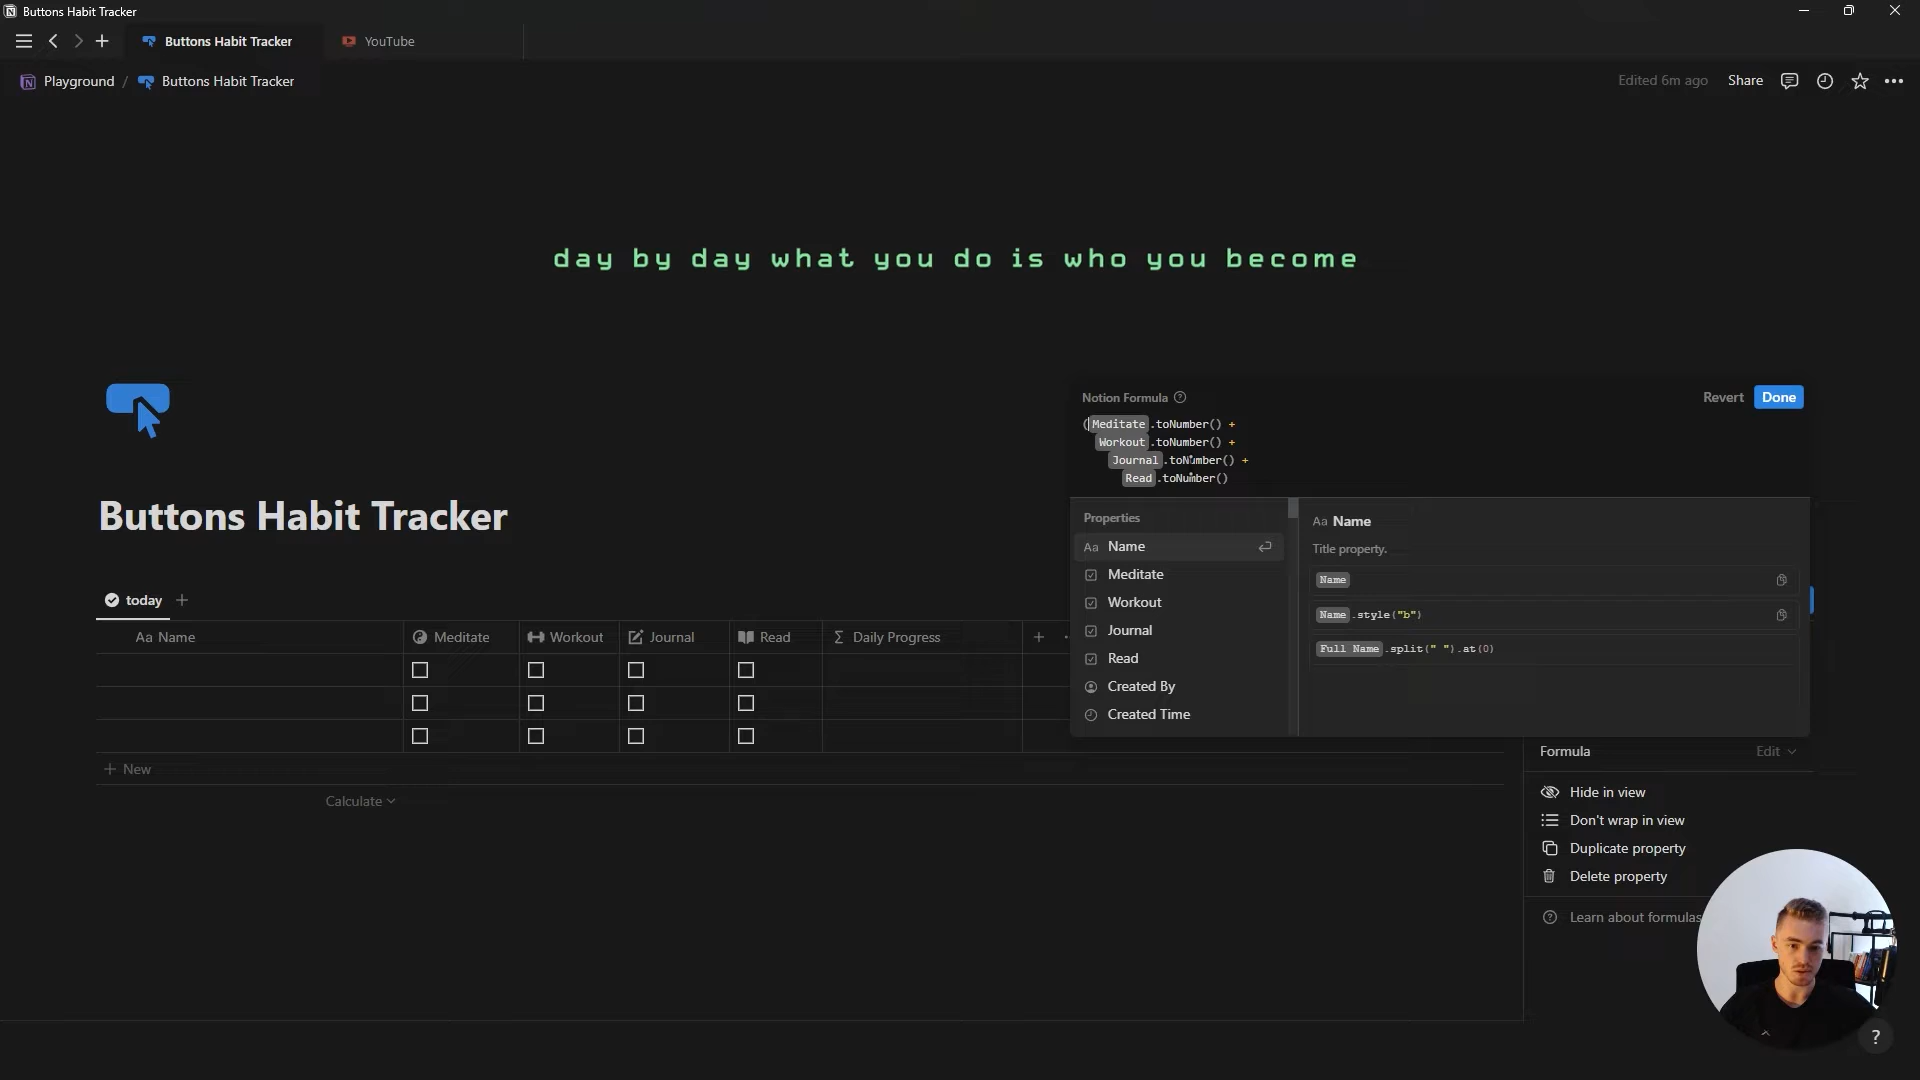 Buttons Habit Tracker
Buttons Habit Tracker
YouTube
Playground / Buttons Habit Tracker
Edited 6m ago
Share
day by day what you do is who you become
Notion Formula
Revert
Done
(Meditate.toNumber() +
Workout.toNumber() +
Journal.toNumber() +
Read.toNumber()
Buttons Habit Tracker
Properties
Aa Name
Meditate
Workout
Journal
Read
Created By
Created Time
Aa Name
Title property.
Name
Name.style("b")
Full Name.split(" ").at(0)
today
Aa Name
Meditate
Workout
Journal
Read
Σ Daily Progress
+ New
Calculate
Formula
Edit
Hide in view
Don't wrap in view
Duplicate property
Delete property
Learn about formulas
?